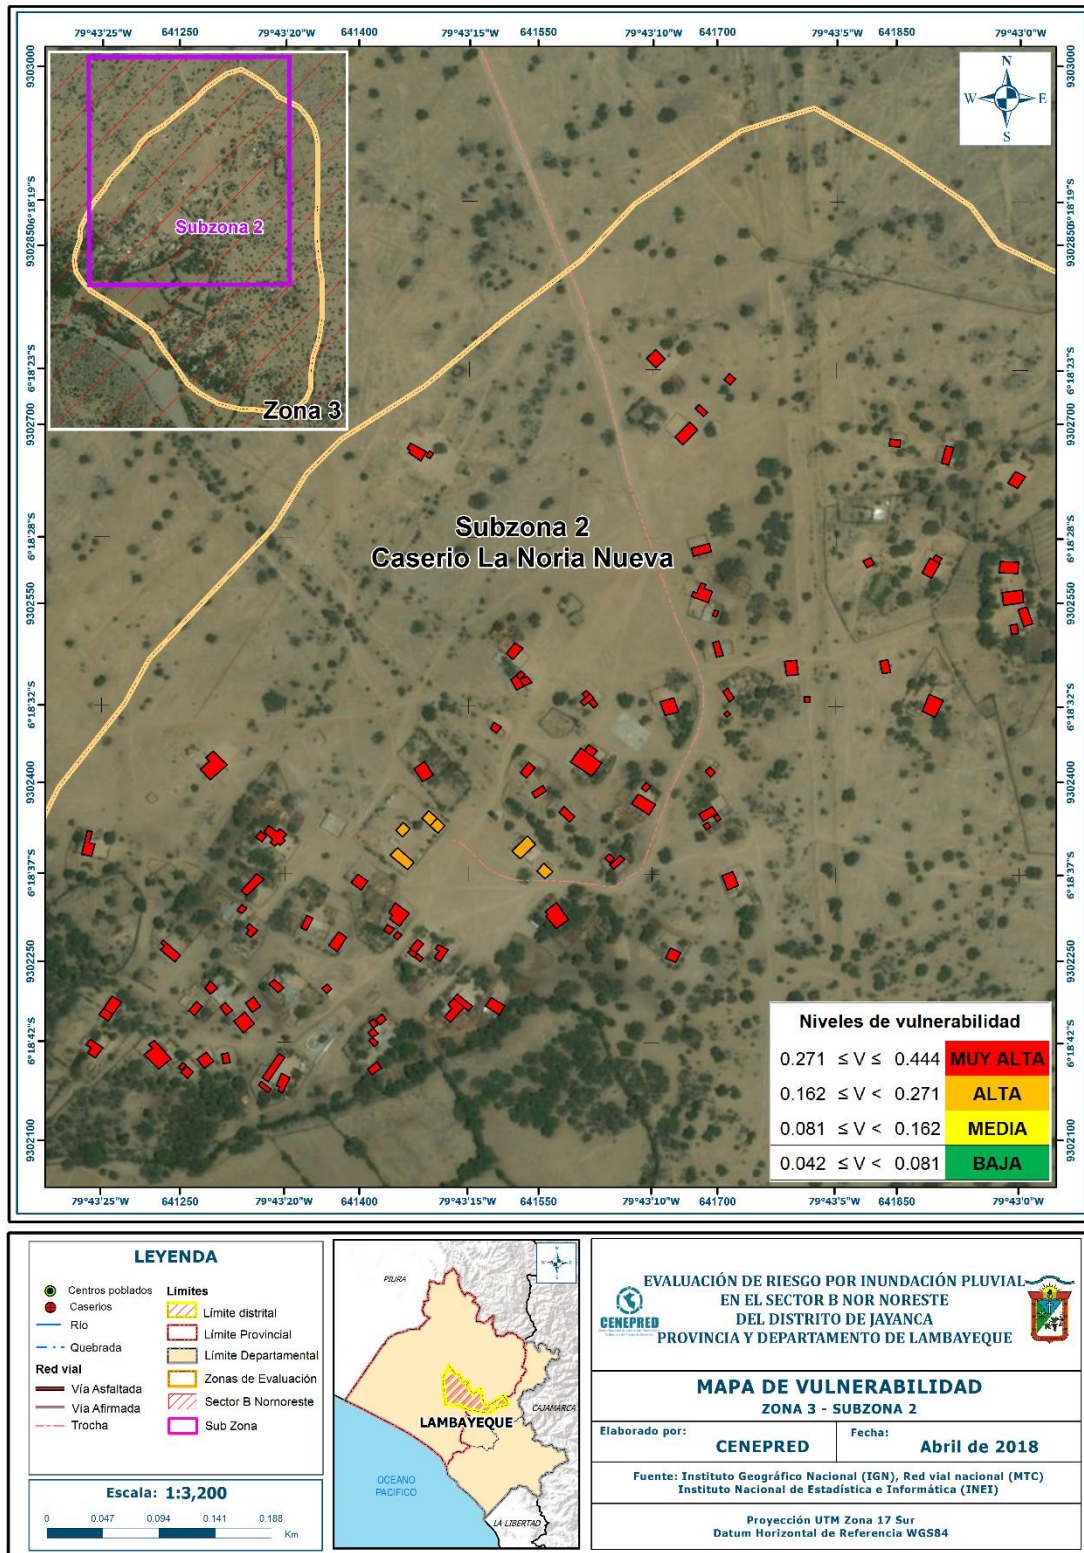 79°43'25"W 641250 79°43'20"W 641400 79°43'15"W 641550 79°43'10"W 641700 79°43'5"W 641850 79°43'0"W
9303000
6°18'19"S
9302850
6°18'23"S
9302700
6°18'28"S
9302550
6°18'32"S
9302400
6°18'37"S
9302250
6°18'42"S
9302100
9303000
6°18'19"S
9302850
6°18'23"S
9302700
6°18'28"S
9302550
6°18'32"S
9302400
6°18'37"S
9302250
6°18'42"S
9302100
N
W E
S
Subzona 2
Zona 3
Subzona 2
Caserio La Noria Nueva
Niveles de vulnerabilidad
0.271 ≤ V ≤ 0.444 MUY ALTA
0.162 ≤ V < 0.271 ALTA
0.081 ≤ V < 0.162 MEDIA
0.042 ≤ V < 0.081 BAJA
79°43'25"W 641250 79°43'20"W 641400 79°43'15"W 641550 79°43'10"W 641700 79°43'5"W 641850 79°43'0"W
LEYENDA
Centros poblados
Caserios
Río
Quebrada
Red vial
Vía Asfaltada
Vía Afirmada
Trocha
Límites
Límite distrital
Límite Provincial
Límite Departamental
Zonas de Evaluación
Sector B Nornoreste
Sub Zona
Escala: 1:3,200
0 0.047 0.094 0.141 0.188
Km
PIURA
CAJAMARCA
LAMBAYEQUE
OCEANO
PACIFICO
LA LIBERTAD
CENEPRED
EVALUACIÓN DE RIESGO POR INUNDACIÓN PLUVIAL
EN EL SECTOR B NOR NORESTE
DEL DISTRITO DE JAYANCA
PROVINCIA Y DEPARTAMENTO DE LAMBAYEQUE
MAPA DE VULNERABILIDAD
ZONA 3 - SUBZONA 2
Elaborado por:
CENEPRED
Fecha:
Abril de 2018
Fuente: Instituto Geográfico Nacional (IGN), Red vial nacional (MTC)
Instituto Nacional de Estadística e Informática (INEI)
Proyección UTM Zona 17 Sur
Datum Horizontal de Referencia WGS84